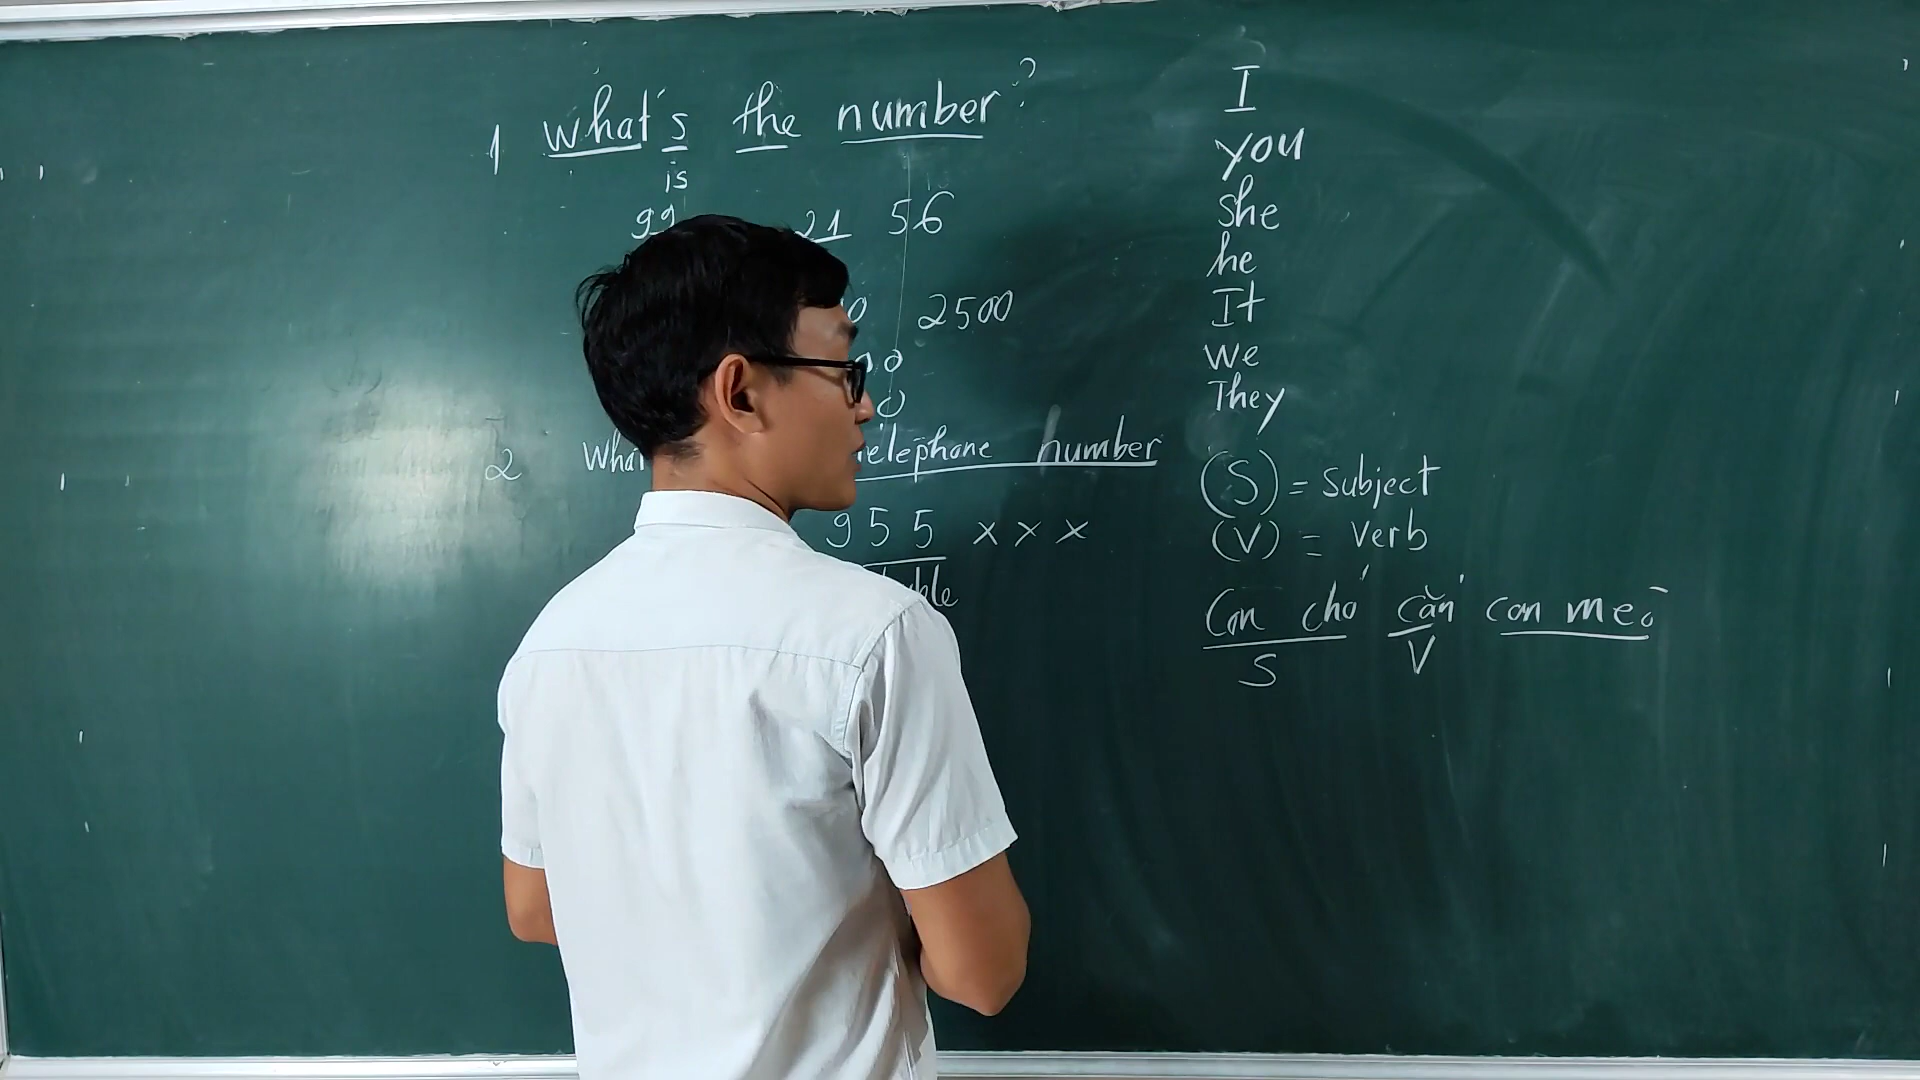 1 What's the number?
is
99 21 56
2500
2 What telephone number
955 x x x
I
you
She
he
It
we
They
(S) = Subject
(V) = Verb
Con chó cắn con mèo
S V